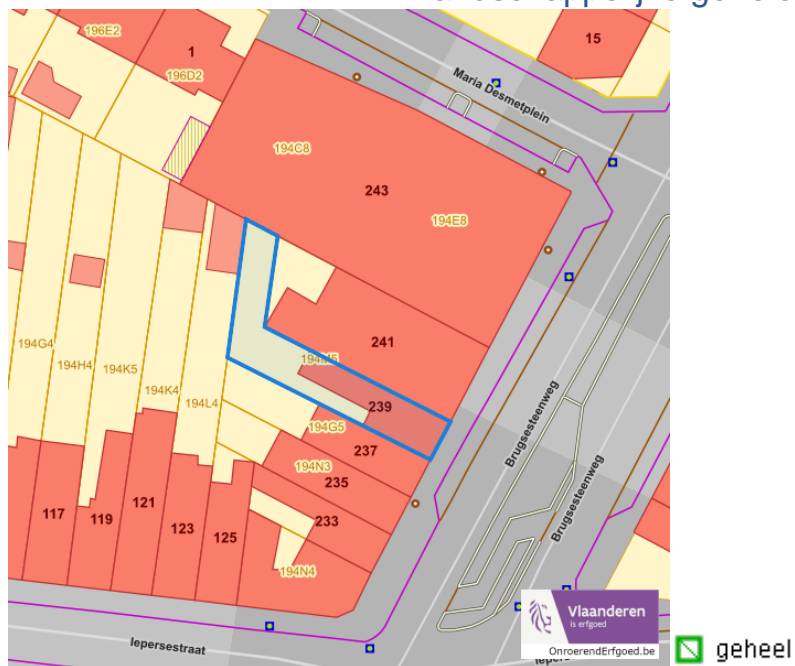 196E2
1
196D2
15
Maria Desmetplein
194C8
243
194E8
194G4
194H4
194K5
194K4
194L4
241
194M5
239
194G5
237
194N3
235
233
117
119
121
123
125
194N4
Brugsesteenweg
Brugsesteenweg
Iepersestraat
Vlaanderen
is erfgoed
OnroerendErfgoed.be
geheel